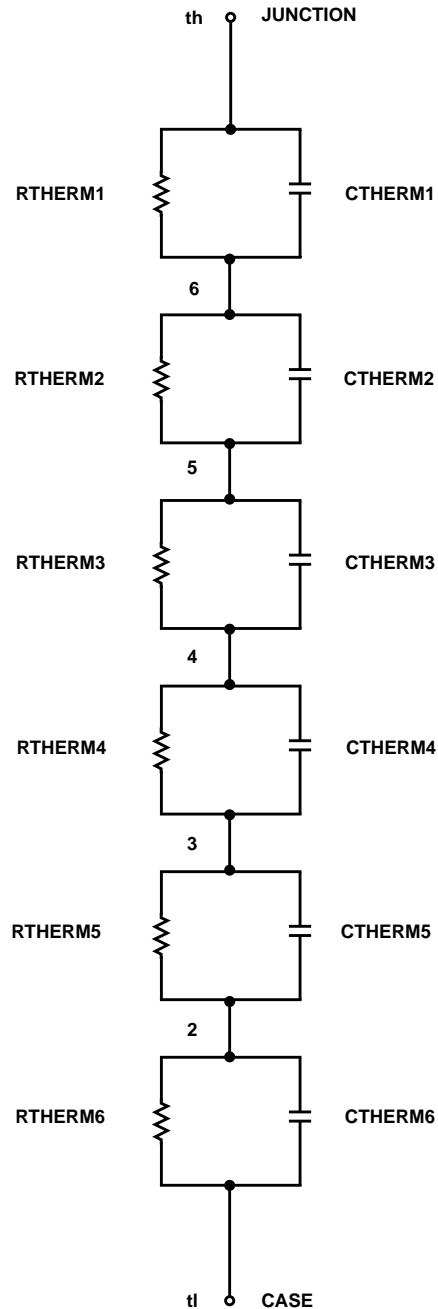 th JUNCTION
RTHERM1 CTHERM1
6
RTHERM2 CTHERM2
5
RTHERM3 CTHERM3
4
RTHERM4 CTHERM4
3
RTHERM5 CTHERM5
2
RTHERM6 CTHERM6
tl CASE